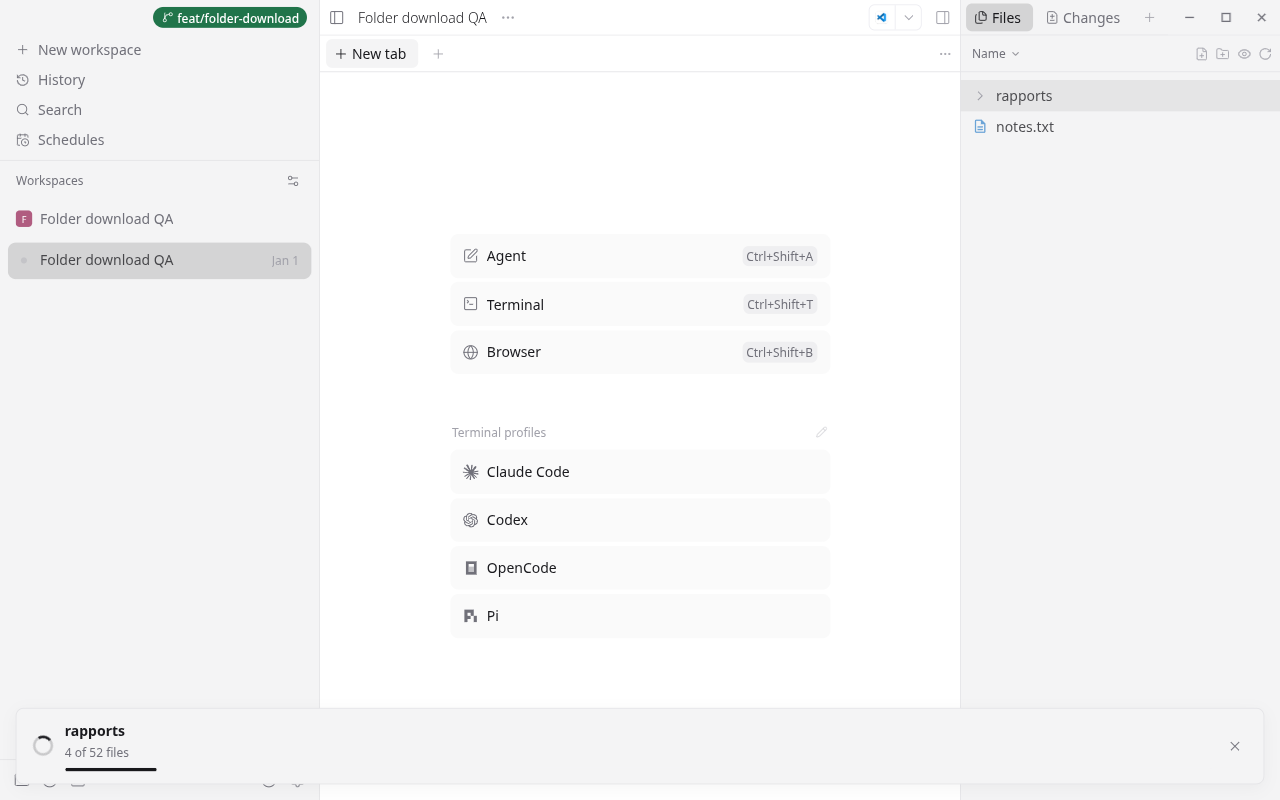 feat/folder-download
New workspace
History
Search
Schedules
Workspaces
F
Folder download QA
Folder download QA
Jan 1
Folder download QA
New tab
Agent
Ctrl+Shift+A
Terminal
Ctrl+Shift+T
Browser
Ctrl+Shift+B
Terminal profiles
Claude Code
Codex
OpenCode
Pi
Files
Changes
Name
rapports
notes.txt
rapports
4 of 52 files